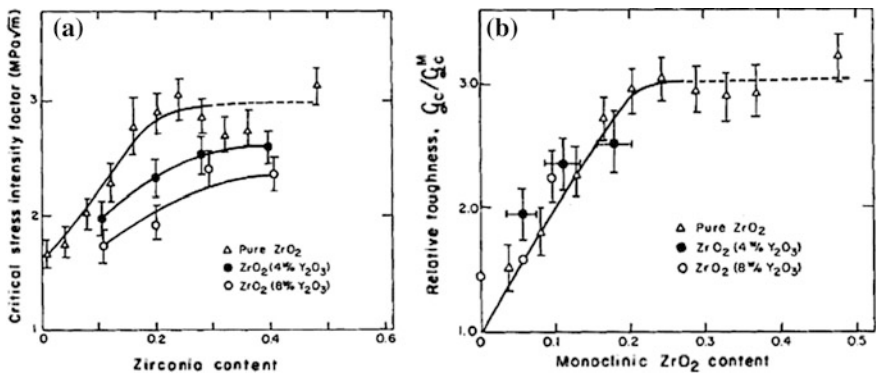 (a)
Critical stress intensity factor (MPa√m)
3
2
1
0
0.2
0.4
0.6
Zirconia content
△ Pure ZrO₂
● ZrO₂ (4 w% Y₂O₃)
○ ZrO₂ (8 w% Y₂O₃)
(b)
Relative toughness, 𝒢c/𝒢cᴹ
3.0
2.0
1.0
0
0.1
0.2
0.3
0.4
0.5
Monoclinic ZrO₂ content
△ Pure ZrO₂
● ZrO₂ (4 w% Y₂O₃)
○ ZrO₂ (8 w% Y₂O₃)